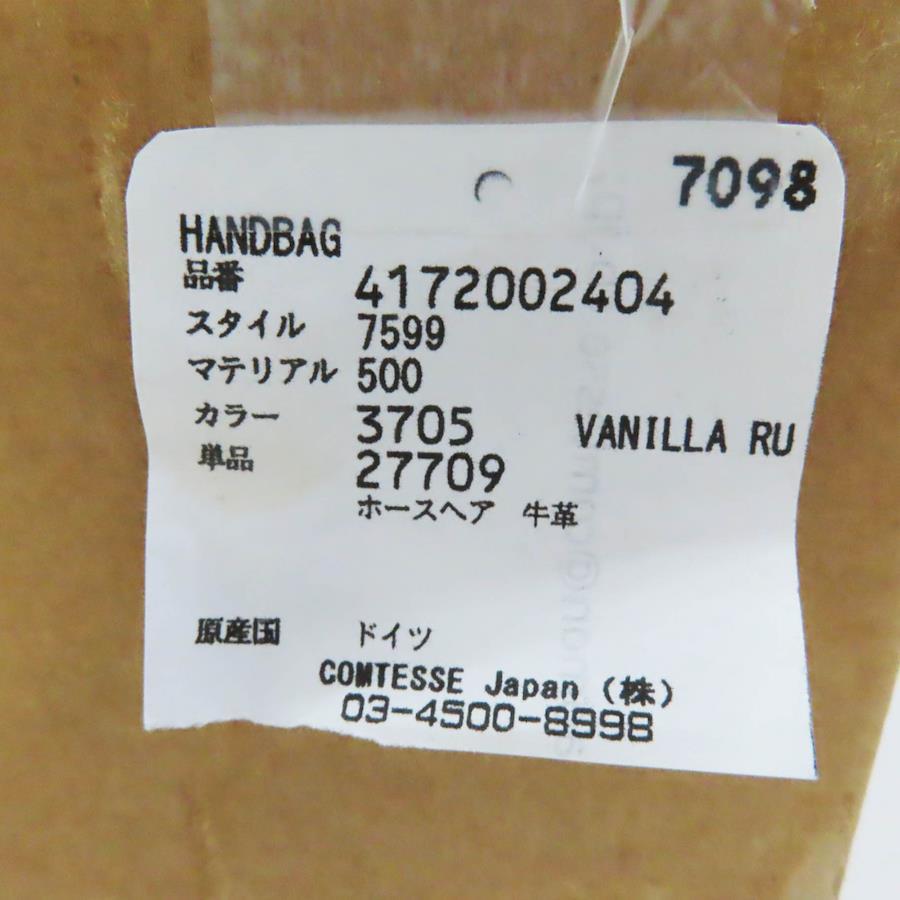 7098
HANDBAG
品番 4172002404
スタイル 7599
マテリアル 500
カラー 3705 VANILLA RU
単品 27709
ホースヘア 牛革
原産国 ドイツ
COMTESSE Japan (株)
03-4500-8998